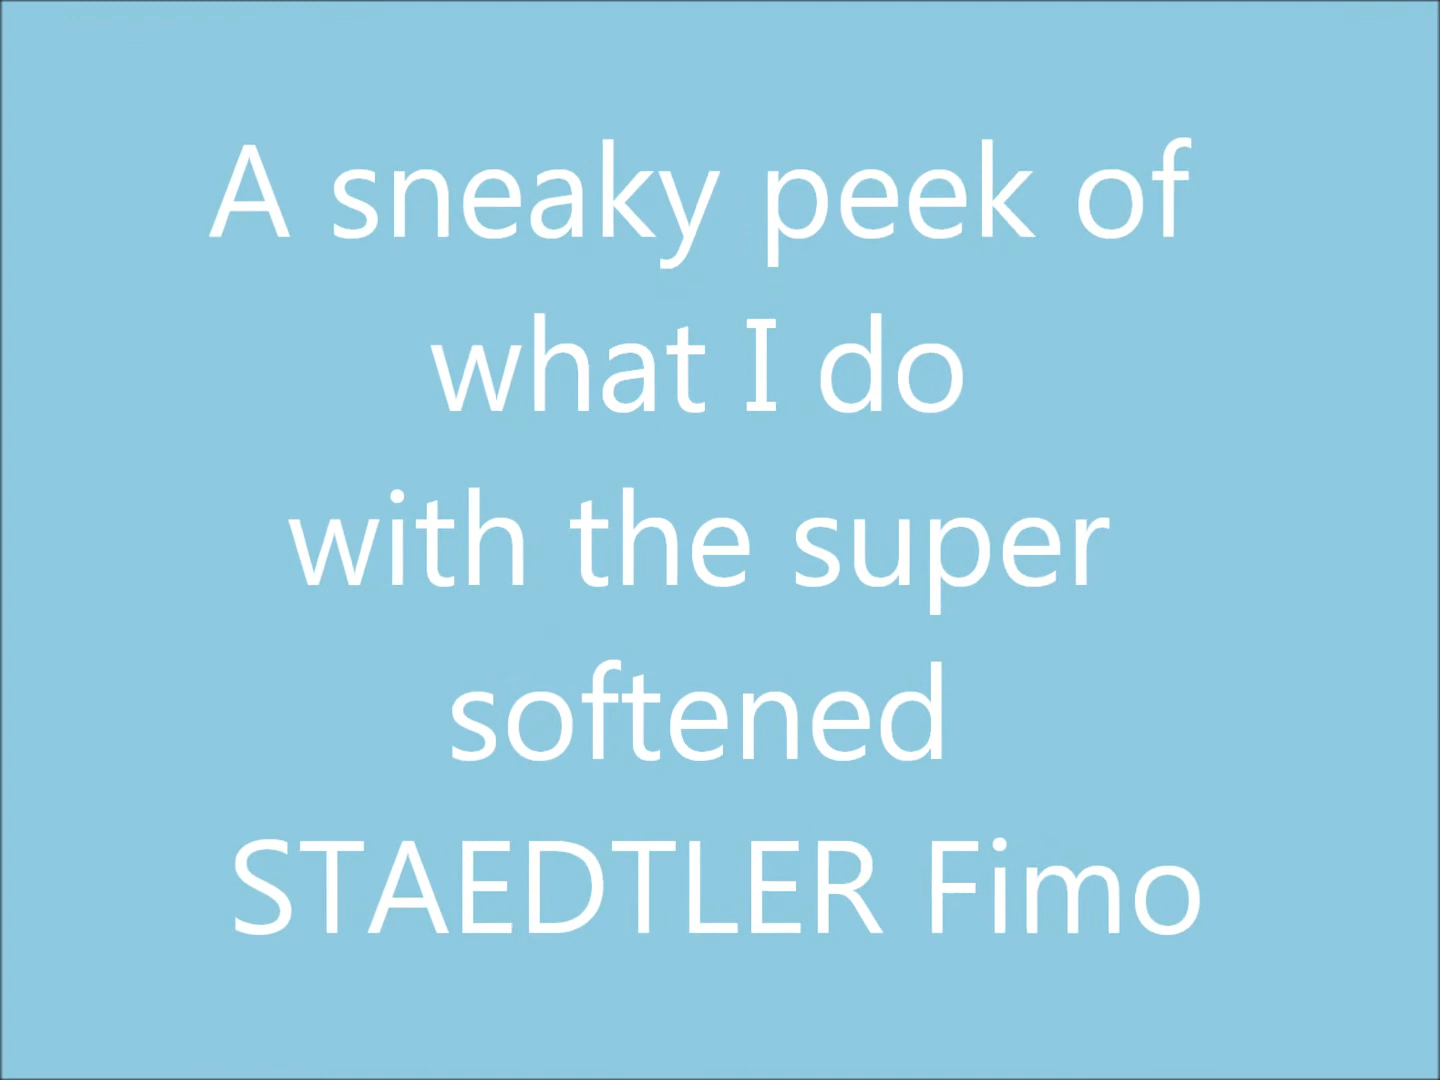 A sneaky peek of
what I do
with the super
softened
STAEDTLER Fimo